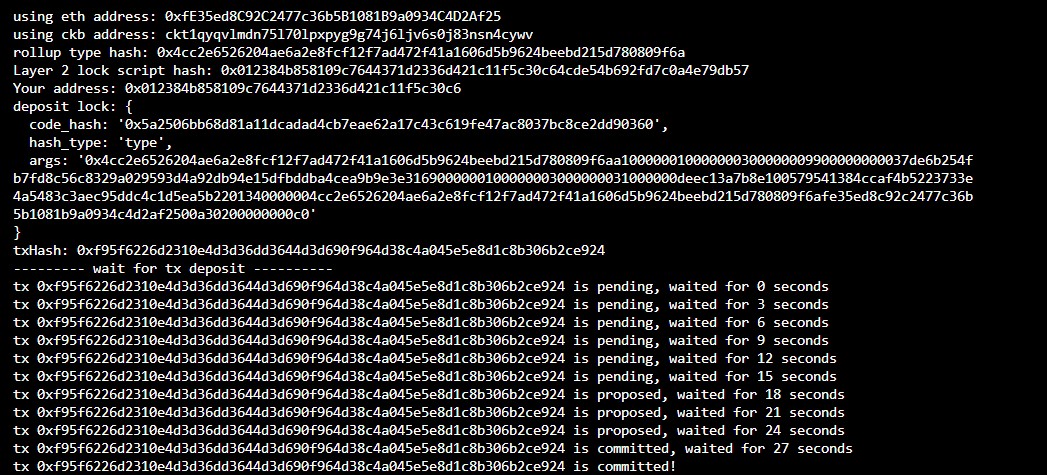 using eth address: 0xfE35ed8C92C2477c36b5B1081B9a0934C4D2Af25
using ckb address: ckt1qyqvlmdn75l70lpxpyg9g74j6ljv6s0j83nsn4cywv
rollup type hash: 0x4cc2e6526204ae6a2e8fcf12f7ad472f41a1606d5b9624beebd215d780809f6a
Layer 2 lock script hash: 0x012384b858109c7644371d2336d421c11f5c30c64cde54b692fd7c0a4e79db57
Your address: 0x012384b858109c7644371d2336d421c11f5c30c6
deposit lock: {
  code_hash: '0x5a2506bb68d81a11dcadad4cb7eae62a17c43c619fe47ac8037bc8ce2dd90360',
  hash_type: 'type',
  args: '0x4cc2e6526204ae6a2e8fcf12f7ad472f41a1606d5b9624beebd215d780809f6aa10000001000000030000000990000000037de6b254f
b7fd8c56c8329a029593d4a92db94e15dfbddba4cea9b9e3e3169000000100000003000000031000000deec13a7b8e100579541384ccaf4b5223733e
4a5483c3aec95ddc4c1d5ea5b2201340000004cc2e6526204ae6a2e8fcf12f7ad472f41a1606d5b9624beebd215d780809f6afe35ed8c92c2477c36b
5b1081b9a0934c4d2af2500a30200000000c0'
}
txHash: 0xf95f6226d2310e4d3d36dd3644d3d690f964d38c4a045e5e8d1c8b306b2ce924
--------- wait for tx deposit ----------
tx 0xf95f6226d2310e4d3d36dd3644d3d690f964d38c4a045e5e8d1c8b306b2ce924 is pending, waited for 0 seconds
tx 0xf95f6226d2310e4d3d36dd3644d3d690f964d38c4a045e5e8d1c8b306b2ce924 is pending, waited for 3 seconds
tx 0xf95f6226d2310e4d3d36dd3644d3d690f964d38c4a045e5e8d1c8b306b2ce924 is pending, waited for 6 seconds
tx 0xf95f6226d2310e4d3d36dd3644d3d690f964d38c4a045e5e8d1c8b306b2ce924 is pending, waited for 9 seconds
tx 0xf95f6226d2310e4d3d36dd3644d3d690f964d38c4a045e5e8d1c8b306b2ce924 is pending, waited for 12 seconds
tx 0xf95f6226d2310e4d3d36dd3644d3d690f964d38c4a045e5e8d1c8b306b2ce924 is pending, waited for 15 seconds
tx 0xf95f6226d2310e4d3d36dd3644d3d690f964d38c4a045e5e8d1c8b306b2ce924 is proposed, waited for 18 seconds
tx 0xf95f6226d2310e4d3d36dd3644d3d690f964d38c4a045e5e8d1c8b306b2ce924 is proposed, waited for 21 seconds
tx 0xf95f6226d2310e4d3d36dd3644d3d690f964d38c4a045e5e8d1c8b306b2ce924 is proposed, waited for 24 seconds
tx 0xf95f6226d2310e4d3d36dd3644d3d690f964d38c4a045e5e8d1c8b306b2ce924 is committed, waited for 27 seconds
tx 0xf95f6226d2310e4d3d36dd3644d3d690f964d38c4a045e5e8d1c8b306b2ce924 is committed!